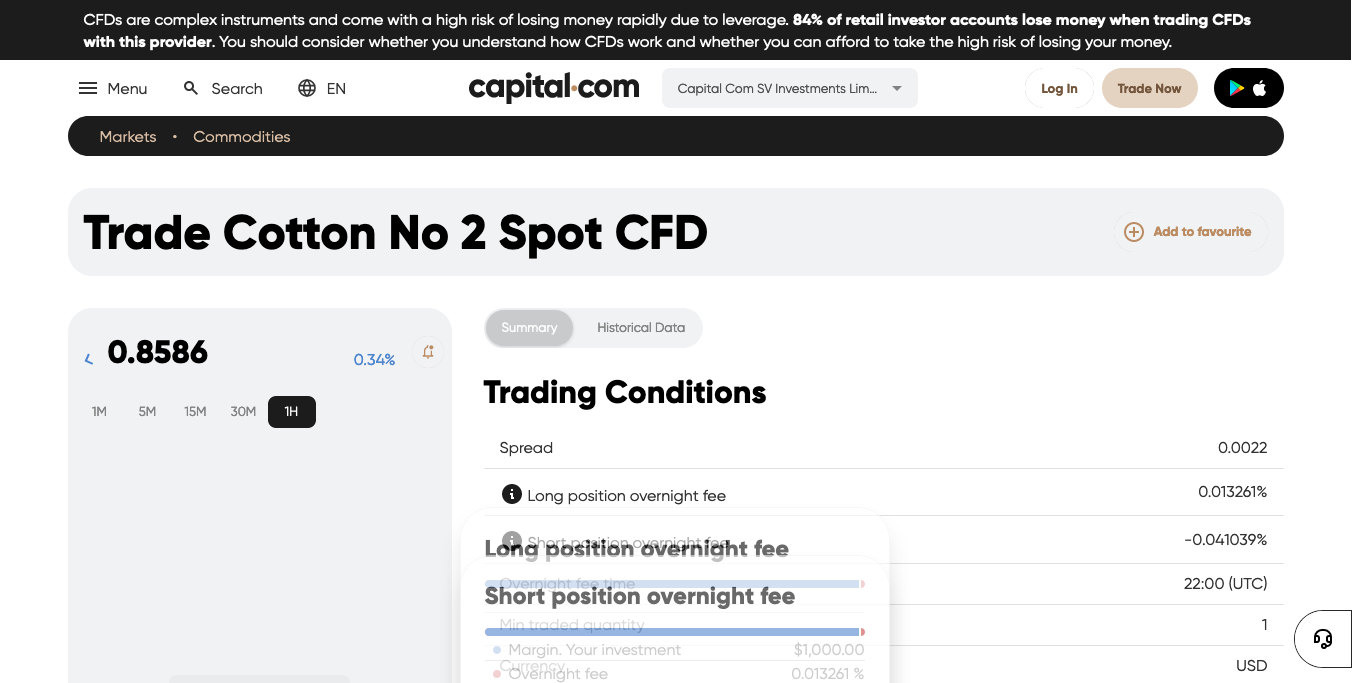 CFDs are complex instruments and come with a high risk of losing money rapidly due to leverage. 84% of retail investor accounts lose money when trading CFDs
with this provider. You should consider whether you understand how CFDs work and whether you can afford to take the high risk of losing your money.
Menu Search EN capital.com Capital Com SV Investments Lim... Log In Trade Now
Markets • Commodities
Trade Cotton No 2 Spot CFD Add to favourite
0.8586 0.34%
1M 5M 15M 30M 1H
Summary Historical Data
Trading Conditions
Spread 0.0022
Long position overnight fee 0.013261%
Short position overnight fee -0.041039%
Long position overnight fee
Overnight fee time 22:00 (UTC)
Short position overnight fee
Min traded quantity 1
Margin. Your investment $1,000.00
Currency USD
Overnight fee 0.013261 %